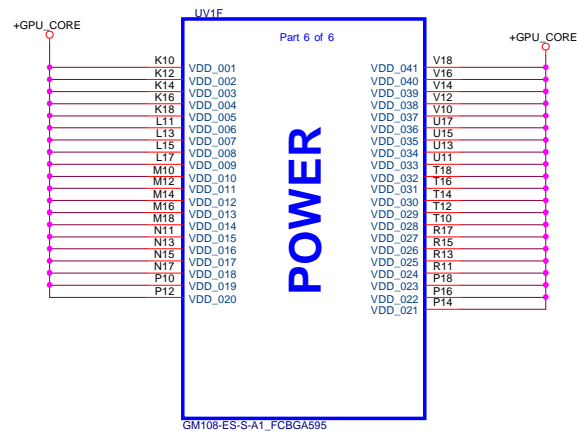 UV1F
+GPU_CORE
Part 6 of 6
+GPU_CORE
K10 VDD_001 VDD_041 V18
K12 VDD_002 VDD_040 V16
K14 VDD_003 VDD_039 V14
K16 VDD_004 VDD_038 V12
K18 VDD_005 VDD_037 V10
L11 VDD_006 VDD_036 U17
L13 VDD_007 VDD_035 U15
L15 VDD_008 VDD_034 U13
L17 VDD_009 VDD_033 U11
M10 VDD_010 VDD_032 T18
M12 VDD_011 VDD_031 T16
M14 VDD_012 VDD_030 T14
M16 VDD_013 VDD_029 T12
M18 VDD_014 VDD_028 T10
N11 VDD_015 VDD_027 R17
N13 VDD_016 VDD_026 R15
N15 VDD_017 VDD_025 R13
N17 VDD_018 VDD_024 R11
P10 VDD_019 VDD_023 P18
P12 VDD_020 VDD_022 P16
VDD_021 P14
POWER
GM108-ES-S-A1_FCBGA595